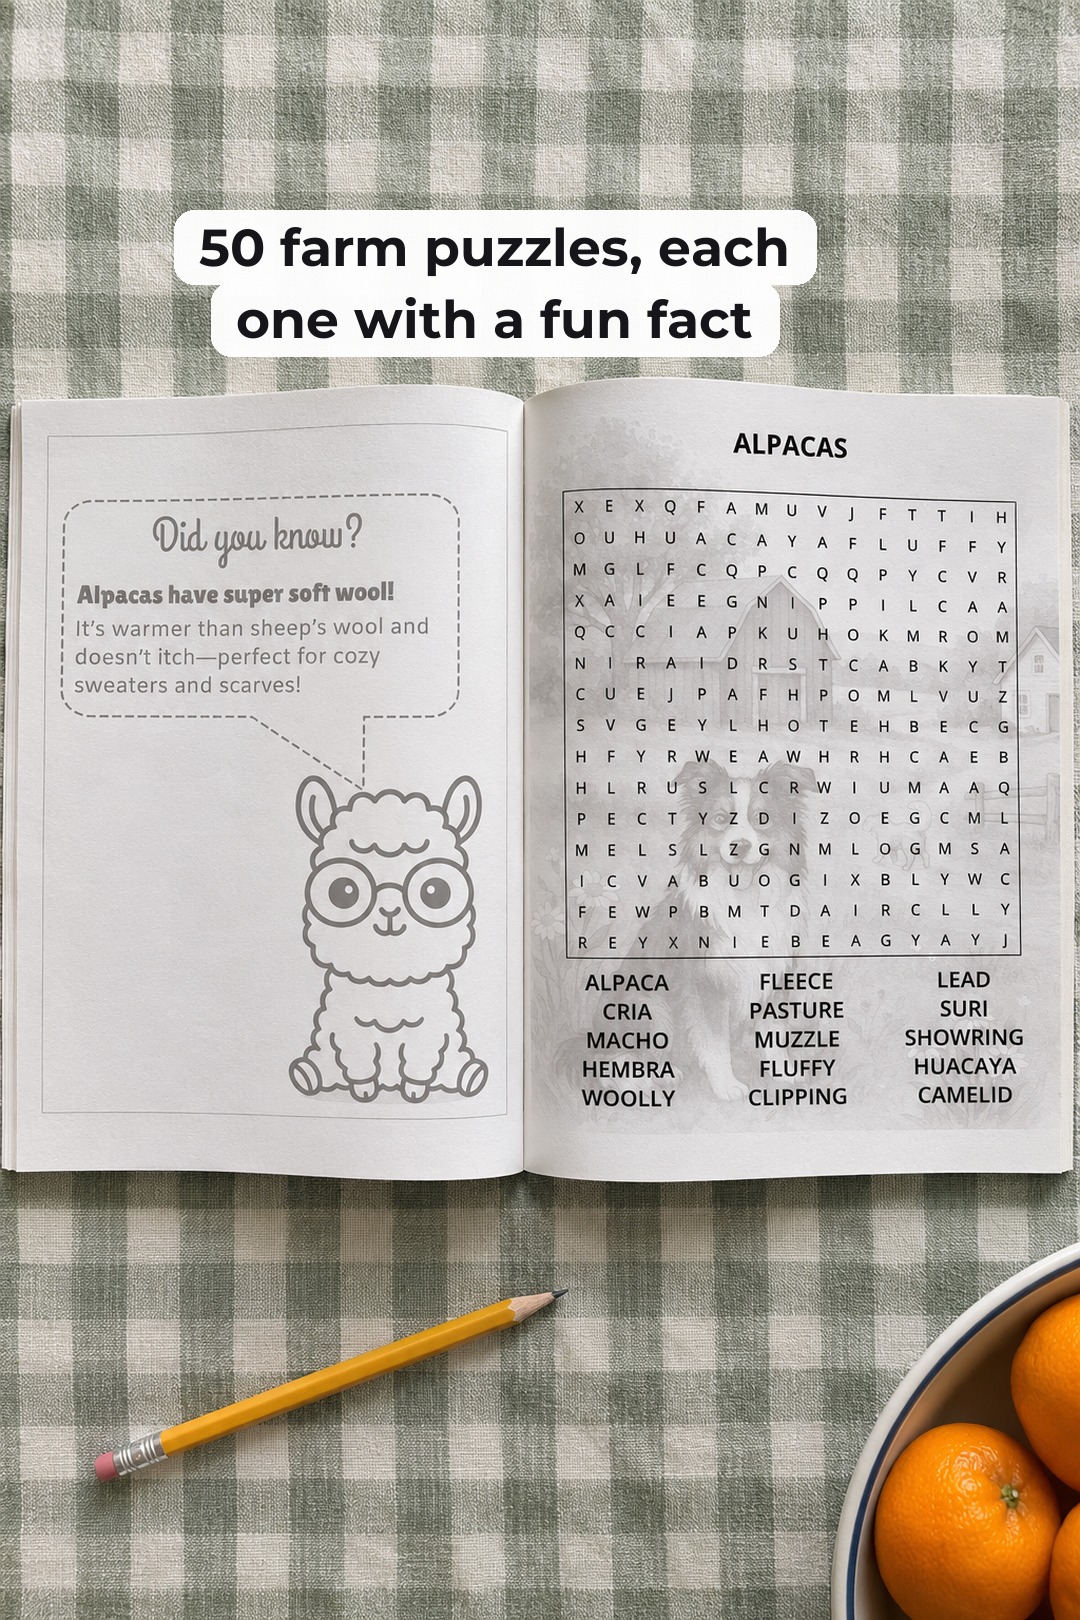 50 farm puzzles, each
one with a fun fact
Did you know?
Alpacas have super soft wool!
It's warmer than sheep's wool and
doesn't itch—perfect for cozy
sweaters and scarves!
ALPACAS
X E X Q F A M U V J F T T I H
O U H U A C A Y A F L U F F Y
M G L F C Q P C Q Q P Y C V R
X A I E E G N I P P I L C A A
Q C C I A P K U H O K M R O M
N I R A I D R S T C A B K Y T
C U E J P A F H P O M L V U Z
S V G E Y L H O T E H B E C G
H F Y R W E A W H R H C A E B
H L R U S L C R W I U M A A Q
P E C T Y Z D I Z O E G C M L
M E L S L Z G N M L O G M S A
I C V A B U O G I X B L Y W C
F E W P B M T D A I R C L L Y
R E Y X N I E B E A G Y A Y J
ALPACA FLEECE LEAD
CRIA PASTURE SURI
MACHO MUZZLE SHOWRING
HEMBRA FLUFFY HUACAYA
WOOLLY CLIPPING CAMELID